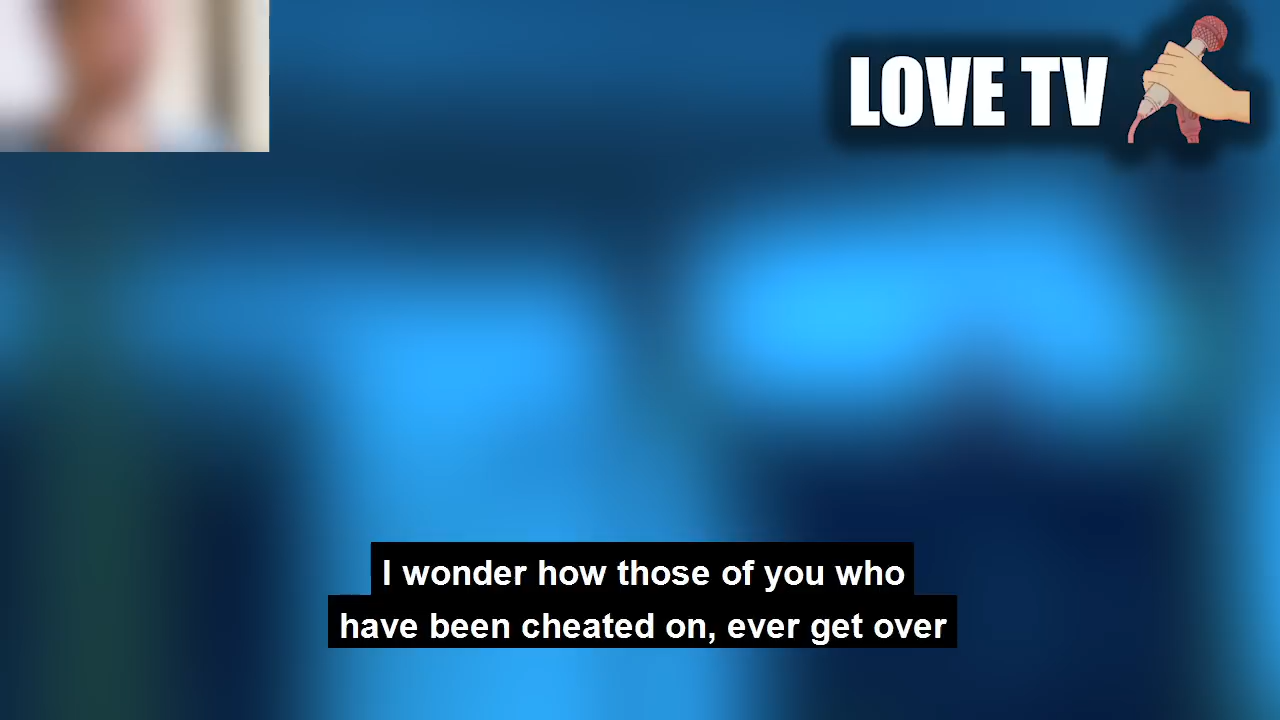 LOVE TV
I wonder how those of you who
have been cheated on, ever get over